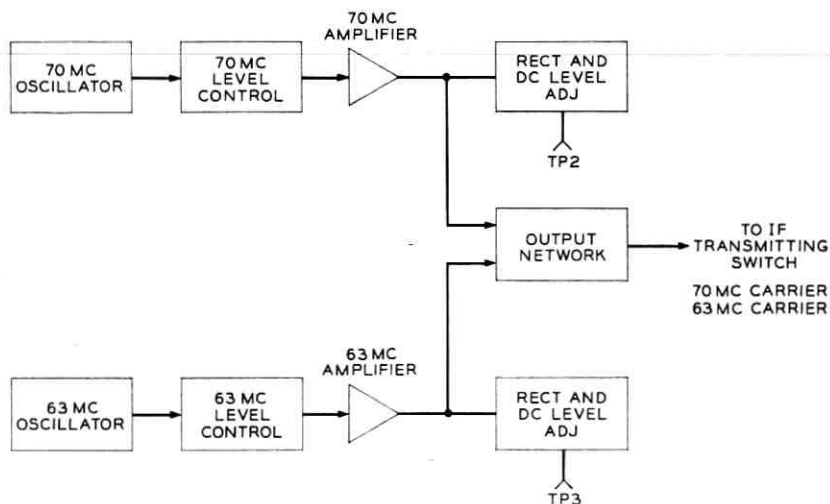 70 MC
OSCILLATOR
70 MC
LEVEL
CONTROL
70 MC
AMPLIFIER
RECT AND
DC LEVEL
ADJ
TP2
OUTPUT
NETWORK
TO IF
TRANSMITTING
SWITCH
70 MC CARRIER
63 MC CARRIER
63 MC
OSCILLATOR
63 MC
LEVEL
CONTROL
63 MC
AMPLIFIER
RECT AND
DC LEVEL
ADJ
TP3